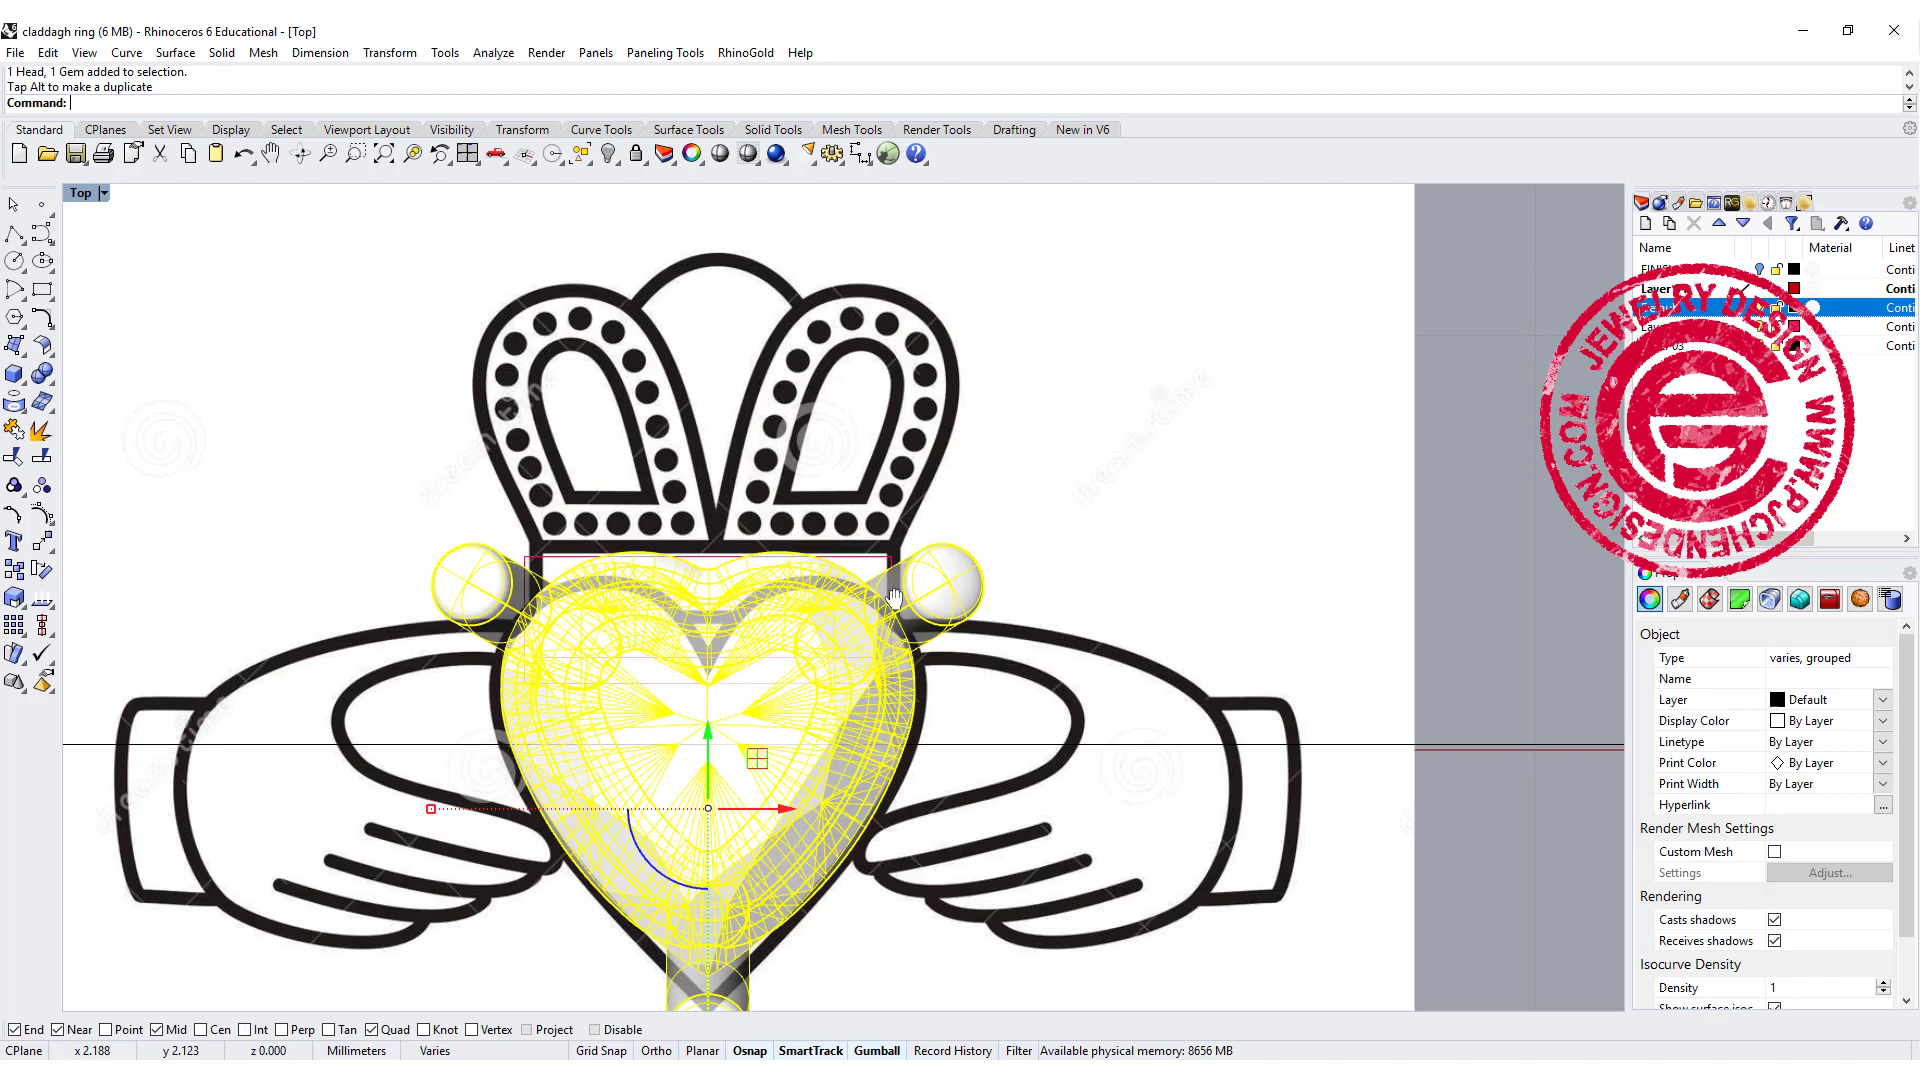 claddagh ring (6 MB) - Rhinoceros 6 Educational - [Top]
File Edit View Curve Surface Solid Mesh Dimension Transform Tools Analyze Render Panels Paneling Tools RhinoGold Help
1 Head, 1 Gem added to selection.
Tap Alt to make a duplicate
Command:
Standard CPlanes Set View Display Select Viewport Layout Visibility Transform Curve Tools Surface Tools Solid Tools Mesh Tools Render Tools Drafting New in V6
Top
Name Material Linet
Conti
Layer Conti
Conti
Conti
03 Conti
JEWELRY DESIGN
WWW.PJCHENDESIGN.COM
Object
Type varies, grouped
Name
Layer Default
Display Color By Layer
Linetype By Layer
Print Color By Layer
Print Width By Layer
Hyperlink ...
Render Mesh Settings
Custom Mesh
Settings Adjust...
Rendering
Casts shadows
Receives shadows
Isocurve Density
Density 1
End Near Point Mid Cen Int Perp Tan Quad Knot Vertex Project Disable
CPlane x 2.188 y 2.123 z 0.000 Millimeters Varies Grid Snap Ortho Planar Osnap SmartTrack Gumball Record History Filter Available physical memory: 8656 MB